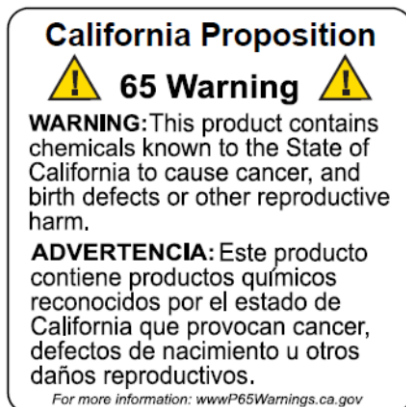 California Proposition
65 Warning
WARNING: This product contains
chemicals known to the State of
California to cause cancer, and
birth defects or other reproductive
harm.
ADVERTENCIA: Este producto
contiene productos químicos
reconocidos por el estado de
California que provocan cancer,
defectos de nacimiento u otros
daños reproductivos.
For more information: wwwP65Warnings.ca.gov